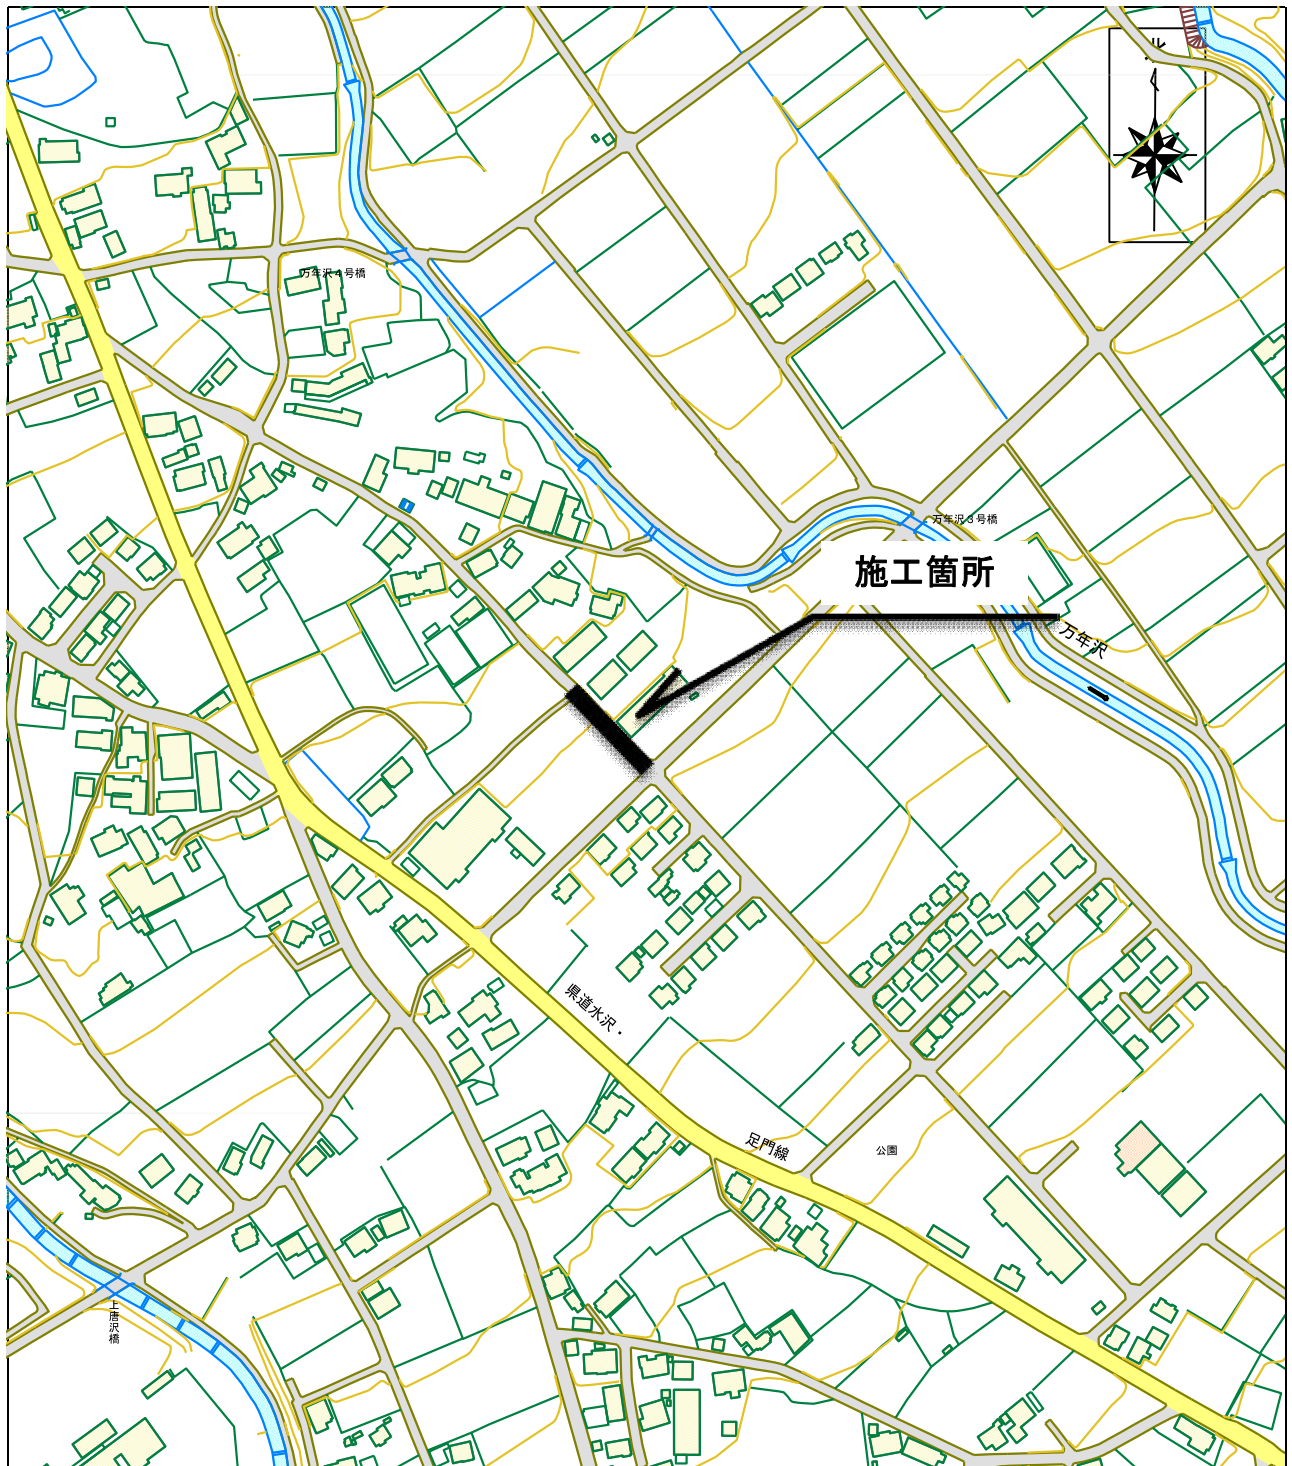 北
万年沢４号橋
万年沢３号橋
施工箇所
万年沢
県道水沢・
足門線
公園
上唐沢橋